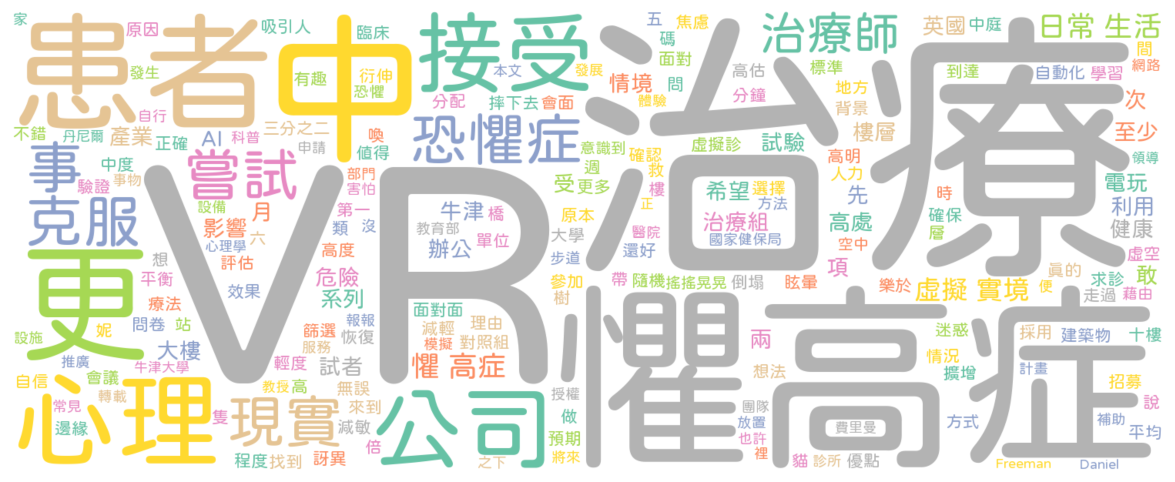 家
原因
吸引人
臨床
患者
中
接受
治療
治療師
英國
中庭
日常 生活
發生
有趣
衍伸
恐懼
本文
發展
五
焦慮
碼
面對
高估
標準
間
網路
自行
分配
摔下去
會面
情境
問
體驗
分鐘
地方
背景
到達
自動化
學習
不錯
丹尼爾
產業
正確
三分之二
申請
AI
科普
喚
值得
恐懼症
意識到
確認
虛擬診
試驗
樓層
次
至少
事
中度
驗證
事物
嘗試
部門
害怕
週
救
受
更多
樓
正
希望
選擇
方法
高明
人力
先
領導
電玩
克服
設備
影響
月
第一
類
沒
牛津
橋
教育部
原本
大學
醫院
還好
治療組
國家健保局
高處
空中
時
確保
層
利用
健康
心理學
六
評估
高度
辦公
單位
步道
VR
懼高症
更
想
平衡
療法
效果
危險
系列
參加
樹
帶
隨機
搖搖晃晃
倒塌
眩暈
項
樂於
虛擬 實境
真的
便
虛空
求診
敢
走過
藉由
設施
妮
問卷
站
篩選
服務
報報
恢復
面對面
減輕
模擬
理由
對照組
兩
迷惑
採用
建築物
十樓
推廣
大樓
牛津大學
輕度
試者
懼 高症
想法
情況
擴增
計畫
自信
會議
轉載
教授
高
無誤
授權
招募
心理
常見
邊緣
隻
現實
來到
減敏
公司
做
團隊
放置
也許
費里曼
方式
補助
說
平均
程度
找到
訝異
倍
之下
預期
將來
裡
貓
診所
優點
Freeman
Daniel